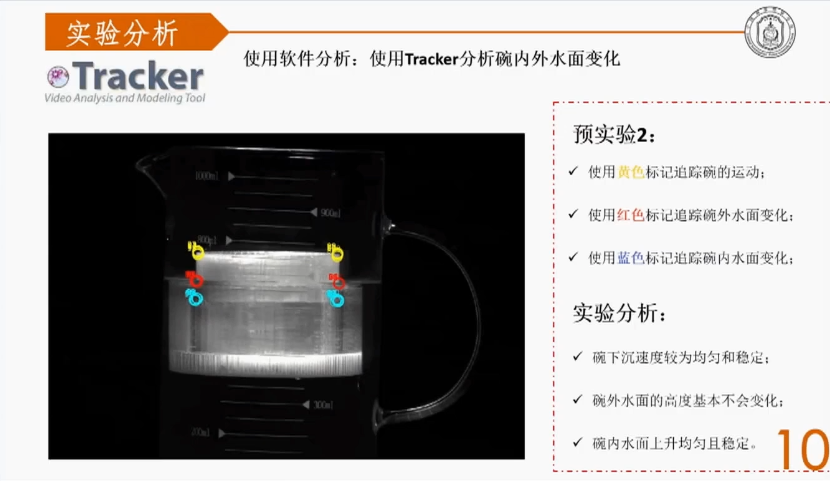 实验分析
Tracker
Video Analysis and Modeling Tool
使用软件分析：使用Tracker分析碗内外水面变化
1000ml
900ml
800ml
300ml
200ml
预实验2：
✓ 使用黄色标记追踪碗的运动；
✓ 使用红色标记追踪碗外水面变化；
✓ 使用蓝色标记追踪碗内水面变化；
实验分析：
✓ 碗下沉速度较为均匀和稳定；
✓ 碗外水面的高度基本不会变化；
✓ 碗内水面上升均匀且稳定。
10